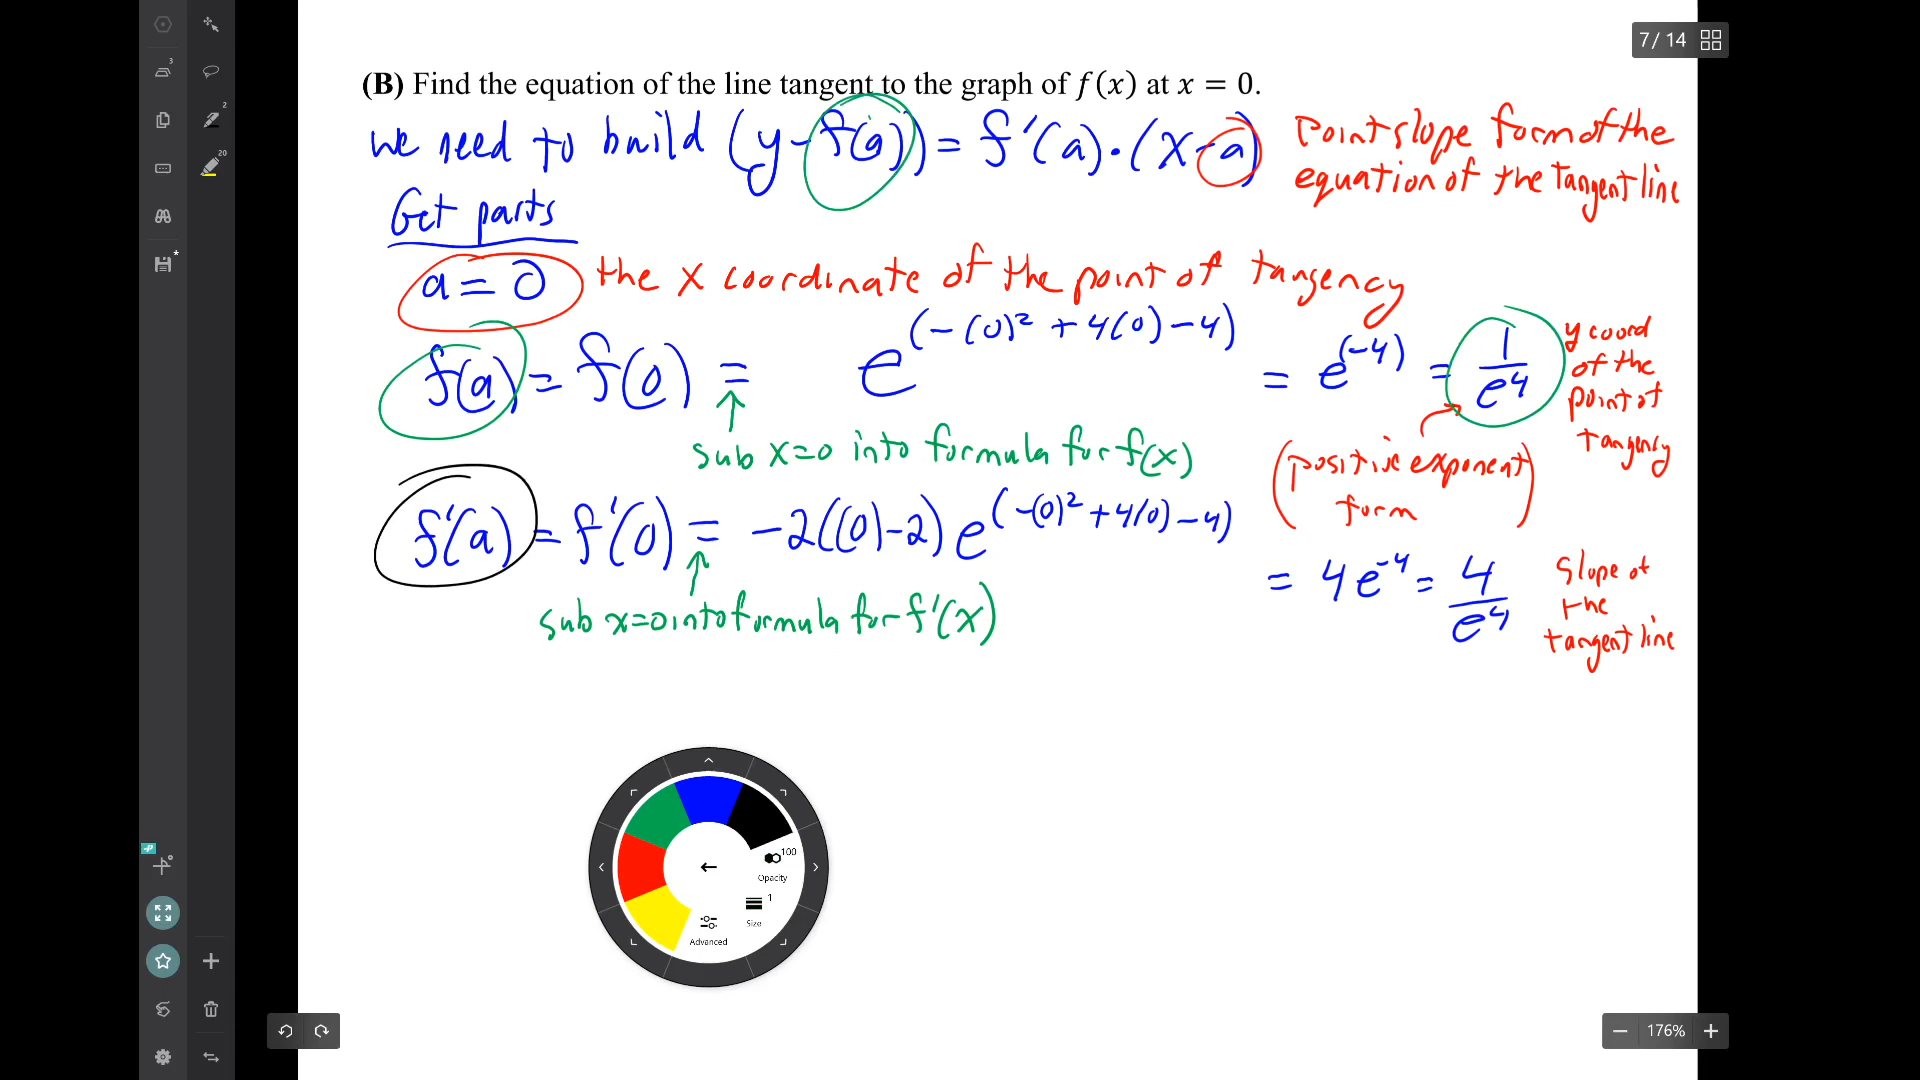 7 / 14
(B) Find the equation of the line tangent to the graph of f(x) at x = 0.
we need to build (y - f(a)) = f'(a)·(x - a) Point slope form of the
equation of the tangent line
Get parts
a = 0 the x coordinate of the point of tangency
f(a) = f(0) = e^(-(0)² + 4(0) - 4) = e^(-4) = 1/e⁴ y coord
of the
point of
tangency
sub x=0 into formula for f(x)
(positive exponent
form)
f'(a) = f'(0) = -2((0)-2) e^(-(0)² + 4(0) - 4)
= 4e⁻⁴ = 4/e⁴ slope of
the
tangent line
sub x=0 into formula for f'(x)
100
Opacity
1
Size
Advanced
3
2
20
176%